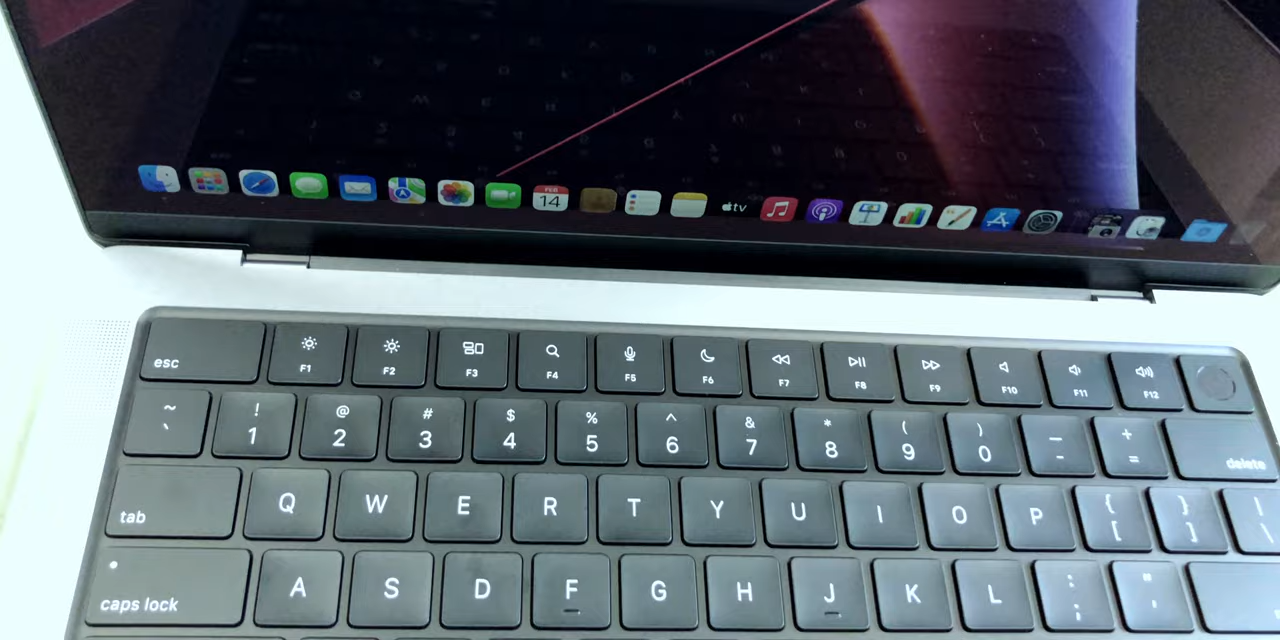 FEB
14
tv
esc
F1 F2 F3 F4 F5 F6 F7 F8 F9 F10 F11 F12
~ ! @ # $ % ^ & * ( ) — +
` 1 2 3 4 5 6 7 8 9 0 - =
delete
tab Q W E R T Y U I O P { [ } ] | \
caps lock A S D F G H J K L : ; " '